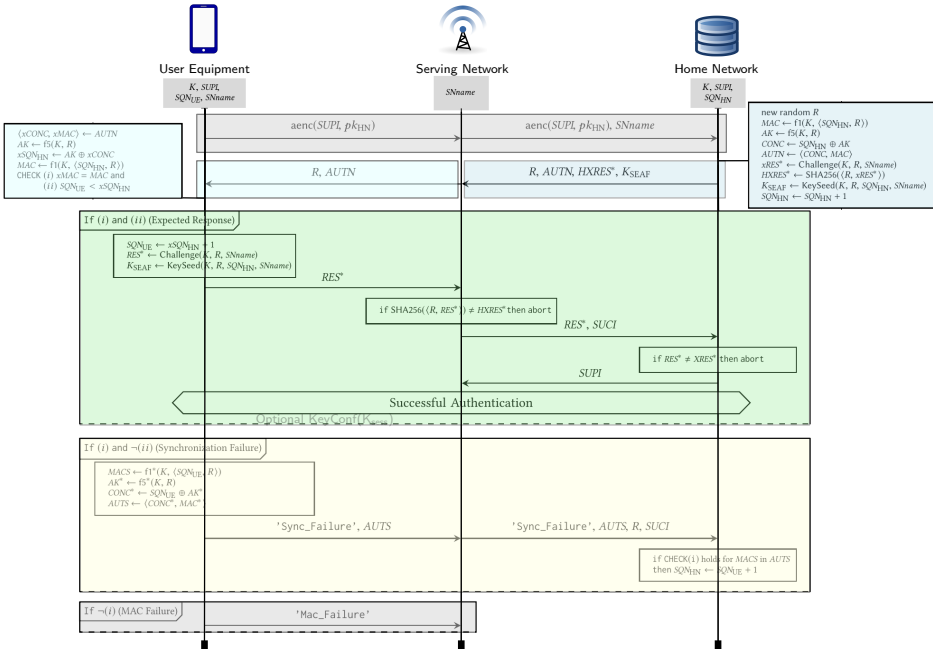 User Equipment
Serving Network
Home Network
K, SUPI,
SQN_UE, SNname
SNname
K, SUPI,
SQN_HN
new random R
MAC ← f1(K, ⟨SQN_HN, R⟩)
AK ← f5(K, R)
CONC ← SQN_HN ⊕ AK
AUTN ← ⟨CONC, MAC⟩
xRES* ← Challenge(K, R, SNname)
HXRES* ← SHA256(⟨R, xRES*⟩)
K_SEAF ← KeySeed(K, R, SQN_HN, SNname)
SQN_HN ← SQN_HN + 1
aenc(SUPI, pk_HN)
aenc(SUPI, pk_HN), SNname
⟨xCONC, xMAC⟩ ← AUTN
AK ← f5(K, R)
xSQN_HN ← AK ⊕ xCONC
MAC ← f1(K, ⟨SQN_HN, R⟩)
CHECK (i) xMAC = MAC and
(ii) SQN_UE < xSQN_HN
R, AUTN
R, AUTN, HXRES*, K_SEAF
If (i) and (ii) (Expected Response)
SQN_UE ← xSQN_HN + 1
RES* ← Challenge(K, R, SNname)
K_SEAF ← KeySeed(K, R, SQN_HN, SNname)
RES*
if SHA256(⟨R, RES*⟩) ≠ HXRES* then abort
RES*, SUCI
if RES* ≠ XRES* then abort
SUPI
Successful Authentication
Optional KeyConf(
If (i) and ¬(ii) (Synchronization Failure)
MACS ← f1*(K, ⟨SQN_UE, R⟩)
AK* ← f5*(K, R)
CONC* ← SQN_UE ⊕ AK*
AUTS ← ⟨CONC*, MAC*⟩
'Sync_Failure', AUTS
'Sync_Failure', AUTS, R, SUCI
if CHECK(i) holds for MACS in AUTS
then SQN_HN ← SQN_UE + 1
If ¬(i) (MAC Failure)
'Mac_Failure'